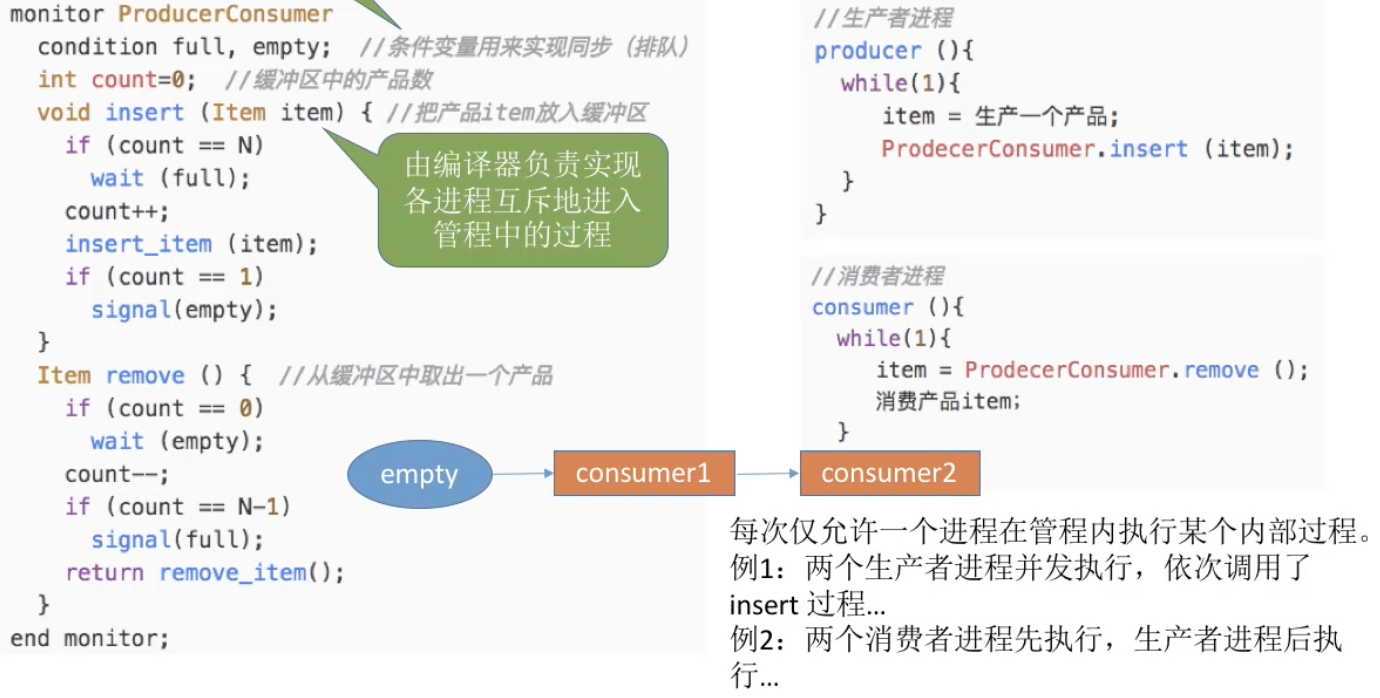 monitor ProducerConsumer
condition full, empty; //条件变量用来实现同步（排队）
int count=0; //缓冲区中的产品数
void insert (Item item) { //把产品item放入缓冲区
if (count == N)
wait (full);
count++;
insert_item (item);
if (count == 1)
signal(empty);
}
Item remove () { //从缓冲区中取出一个产品
if (count == 0)
wait (empty);
count--;
if (count == N-1)
signal(full);
return remove_item();
}
end monitor;
由编译器负责实现
各进程互斥地进入
管程中的过程
//生产者进程
producer (){
while(1){
item = 生产一个产品;
ProdecerConsumer.insert (item);
}
}
//消费者进程
consumer (){
while(1){
item = ProdecerConsumer.remove ();
消费产品item;
}
empty
consumer1
consumer2
每次仅允许一个进程在管程内执行某个内部过程。
例1：两个生产者进程并发执行，依次调用了
insert 过程…
例2：两个消费者进程先执行，生产者进程后执
行…